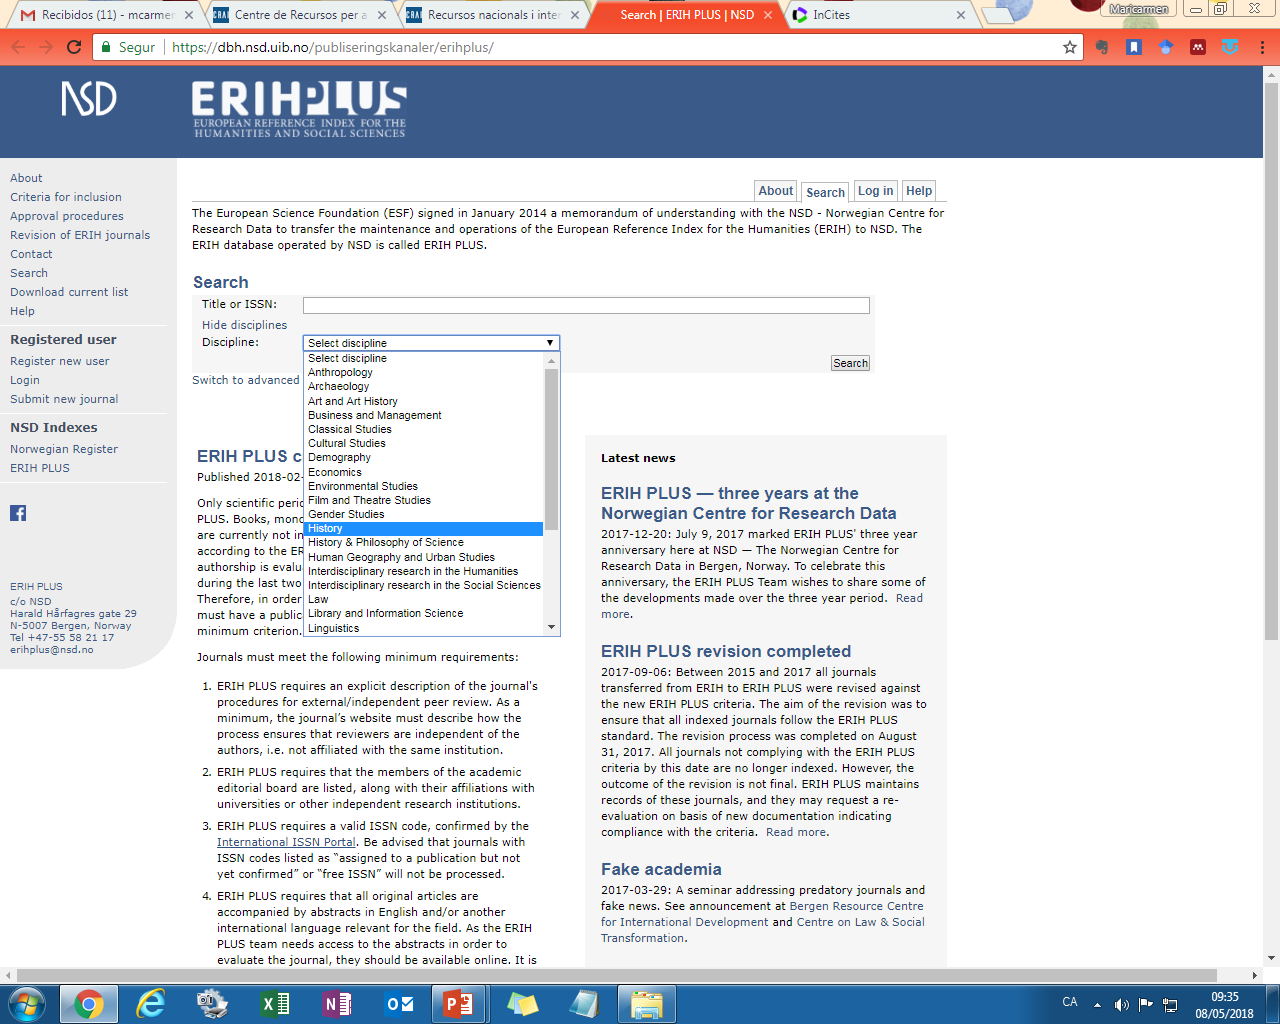 Recibidos (11) - mcarmer
Centre de Recursos per a
Recursos nacionals i inter
Search | ERIH PLUS | NSD
InCites
Maricarmen
Segur
https://dbh.nsd.uib.no/publiseringskanaler/erihplus/
NSD
ERIHPLUS
EUROPEAN REFERENCE INDEX FOR THE
HUMANITIES AND SOCIAL SCIENCES
About
Criteria for inclusion
Approval procedures
Revision of ERIH journals
Contact
Search
Download current list
Help
Registered user
Register new user
Login
Submit new journal
NSD Indexes
Norwegian Register
ERIH PLUS
ERIH PLUS
c/o NSD
Harald Hårfagres gate 29
N-5007 Bergen, Norway
Tel +47-55 58 21 17
erihplus@nsd.no
About Search Log in Help
The European Science Foundation (ESF) signed in January 2014 a memorandum of understanding with the NSD - Norwegian Centre for
Research Data to transfer the maintenance and operations of the European Reference Index for the Humanities (ERIH) to NSD. The
ERIH database operated by NSD is called ERIH PLUS.
Search
Title or ISSN:
Hide disciplines
Discipline: Select discipline
Select discipline
Anthropology
Archaeology
Art and Art History
Business and Management
Classical Studies
Cultural Studies
Demography
Economics
Environmental Studies
Film and Theatre Studies
Gender Studies
History
History & Philosophy of Science
Human Geography and Urban Studies
Interdisciplinary research in the Humanities
Interdisciplinary research in the Social Sciences
Law
Library and Information Science
Linguistics
Search
Switch to advanced
ERIH PLUS c
Published 2018-02-
Only scientific perio
PLUS. Books, mono
are currently not in
according to the ER
authorship is evalua
during the last two
Therefore, in order
must have a public
minimum criterion.
Journals must meet the following minimum requirements:
1. ERIH PLUS requires an explicit description of the journal's
procedures for external/independent peer review. As a
minimum, the journal's website must describe how the
process ensures that reviewers are independent of the
authors, i.e. not affiliated with the same institution.
2. ERIH PLUS requires that the members of the academic
editorial board are listed, along with their affiliations with
universities or other independent research institutions.
3. ERIH PLUS requires a valid ISSN code, confirmed by the
International ISSN Portal. Be advised that journals with
ISSN codes listed as “assigned to a publication but not
yet confirmed” or “free ISSN” will not be processed.
4. ERIH PLUS requires that all original articles are
accompanied by abstracts in English and/or another
international language relevant for the field. As the ERIH
PLUS team needs access to the abstracts in order to
evaluate the journal, they should be available online. It is
Latest news
ERIH PLUS — three years at the
Norwegian Centre for Research Data
2017-12-20: July 9, 2017 marked ERIH PLUS' three year
anniversary here at NSD — The Norwegian Centre for
Research Data in Bergen, Norway. To celebrate this
anniversary, the ERIH PLUS Team wishes to share some of
the developments made over the three year period. Read
more.
ERIH PLUS revision completed
2017-09-06: Between 2015 and 2017 all journals
transferred from ERIH to ERIH PLUS were revised against
the new ERIH PLUS criteria. The aim of the revision was to
ensure that all indexed journals follow the ERIH PLUS
standard. The revision process was completed on August
31, 2017. All journals not complying with the ERIH PLUS
criteria by this date are no longer indexed. However, the
outcome of the revision is not final. ERIH PLUS maintains
records of these journals, and they may request a re-
evaluation on basis of new documentation indicating
compliance with the criteria. Read more.
Fake academia
2017-03-29: A seminar addressing predatory journals and
fake news. See announcement at Bergen Resource Centre
for International Development and Centre on Law & Social
Transformation.
CA
09:35
08/05/2018